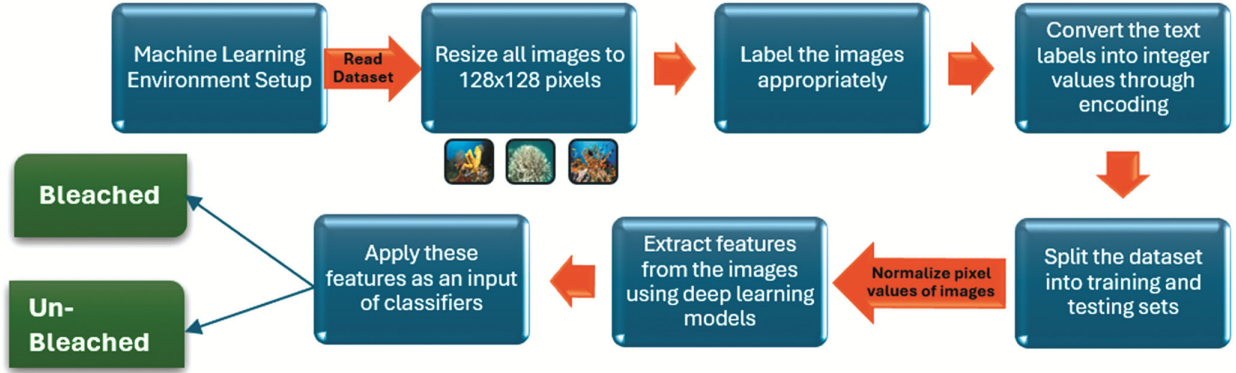 Machine Learning
Environment Setup
Read
Dataset
Resize all images to
128x128 pixels
Label the images
appropriately
Convert the text
labels into integer
values through
encoding
Split the dataset
into training and
testing sets
Normalize pixel
values of images
Extract features
from the images
using deep learning
models
Apply these
features as an input
of classifiers
Bleached
Un-
Bleached